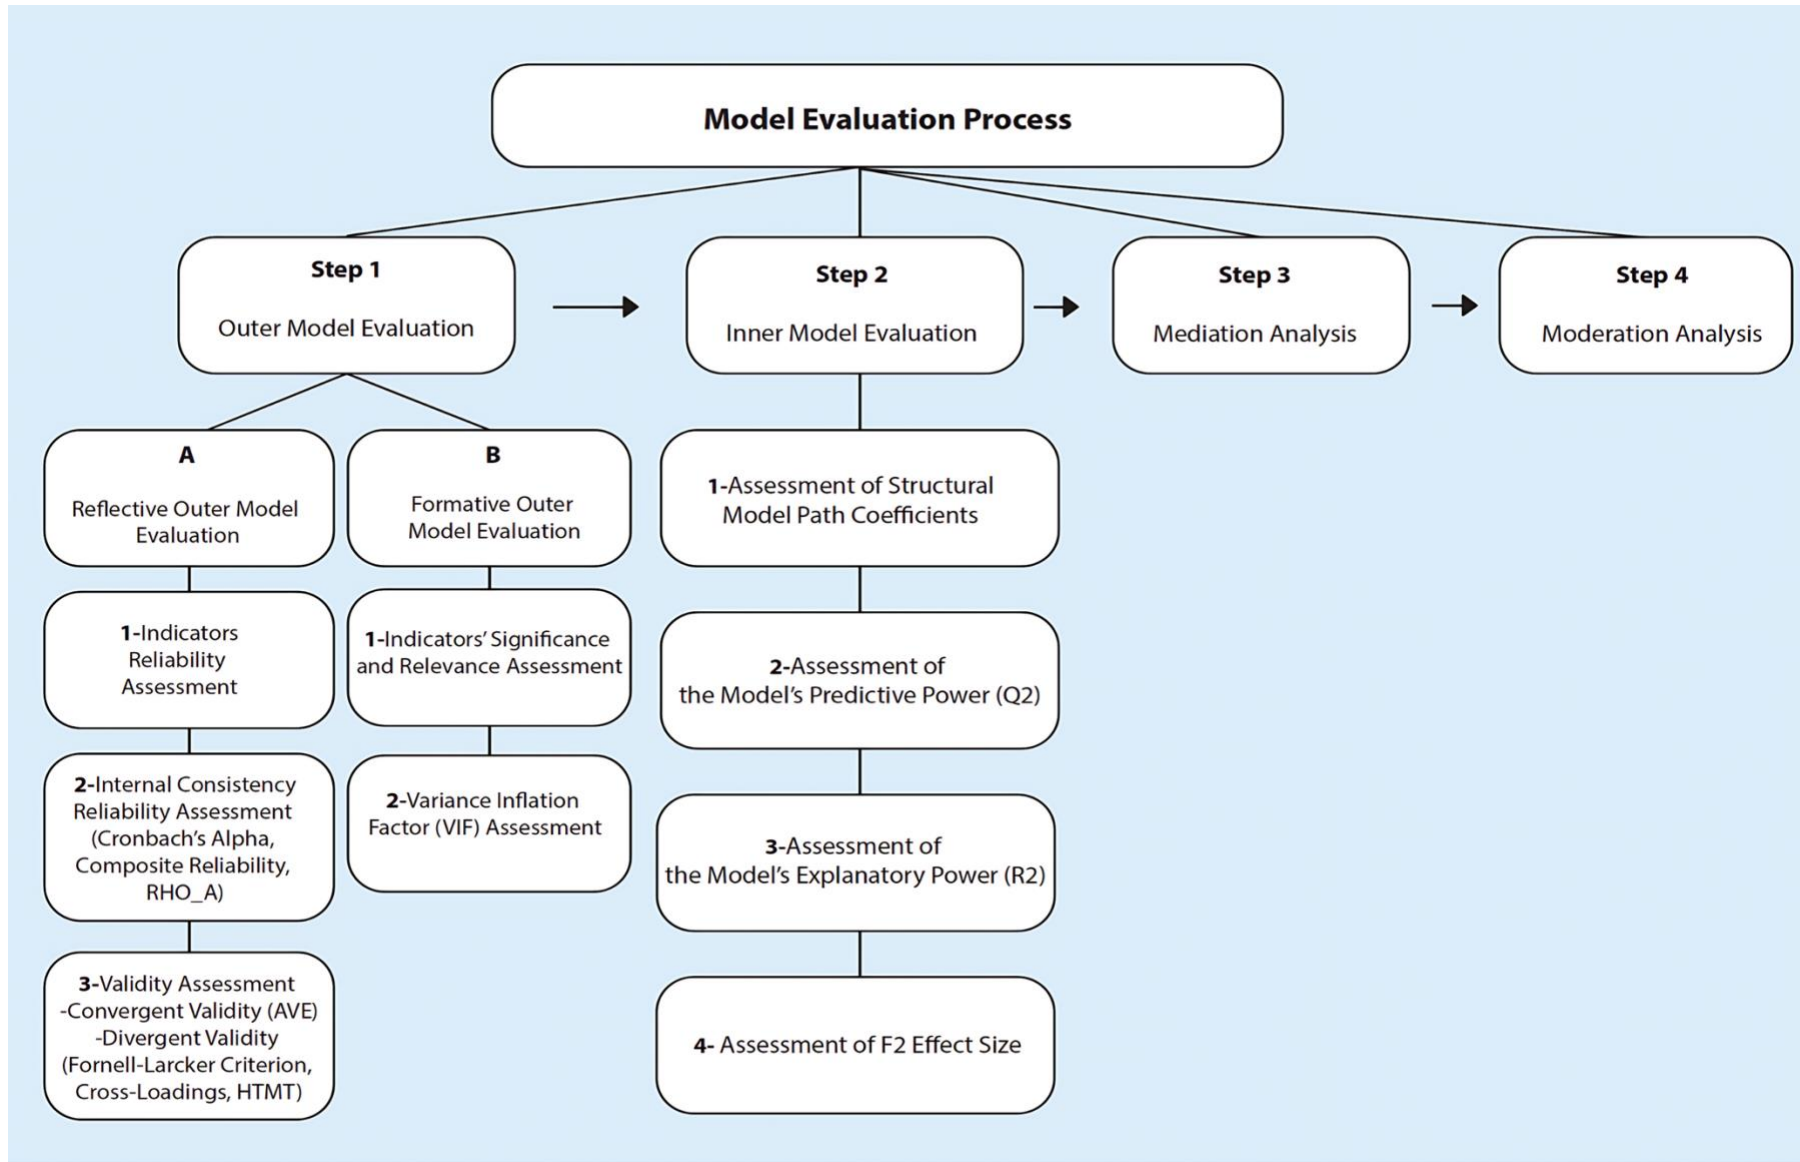 Model Evaluation Process
Step 1
Outer Model Evaluation
Step 2
Inner Model Evaluation
Step 3
Mediation Analysis
Step 4
Moderation Analysis
A
Reflective Outer Model
Evaluation
1-Indicators
Reliability
Assessment
2-Internal Consistency
Reliability Assessment
(Cronbach's Alpha,
Composite Reliability,
RHO_A)
3-Validity Assessment
-Convergent Validity (AVE)
-Divergent Validity
(Fornell-Larcker Criterion,
Cross-Loadings, HTMT)
B
Formative Outer
Model Evaluation
1-Indicators' Significance
and Relevance Assessment
2-Variance Inflation
Factor (VIF) Assessment
1-Assessment of Structural
Model Path Coefficients
2-Assessment of
the Model's Predictive Power (Q2)
3-Assessment of
the Model's Explanatory Power (R2)
4- Assessment of F2 Effect Size